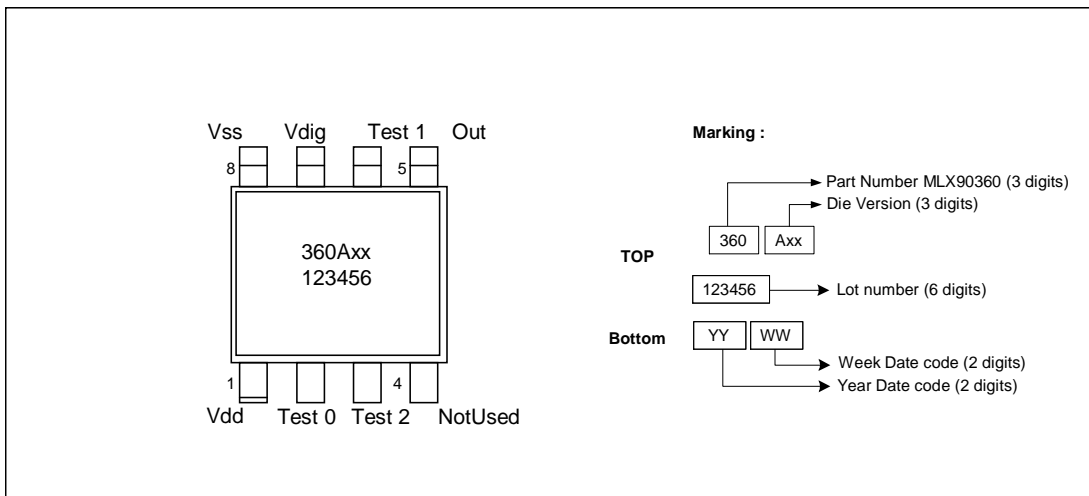 Vss Vdig Test 1 Out
8 5
360Axx
123456
1 4
Vdd Test 0 Test 2 NotUsed
Marking :
Part Number MLX90360 (3 digits)
Die Version (3 digits)
360 Axx
TOP
123456 Lot number (6 digits)
Bottom YY WW
Week Date code (2 digits)
Year Date code (2 digits)